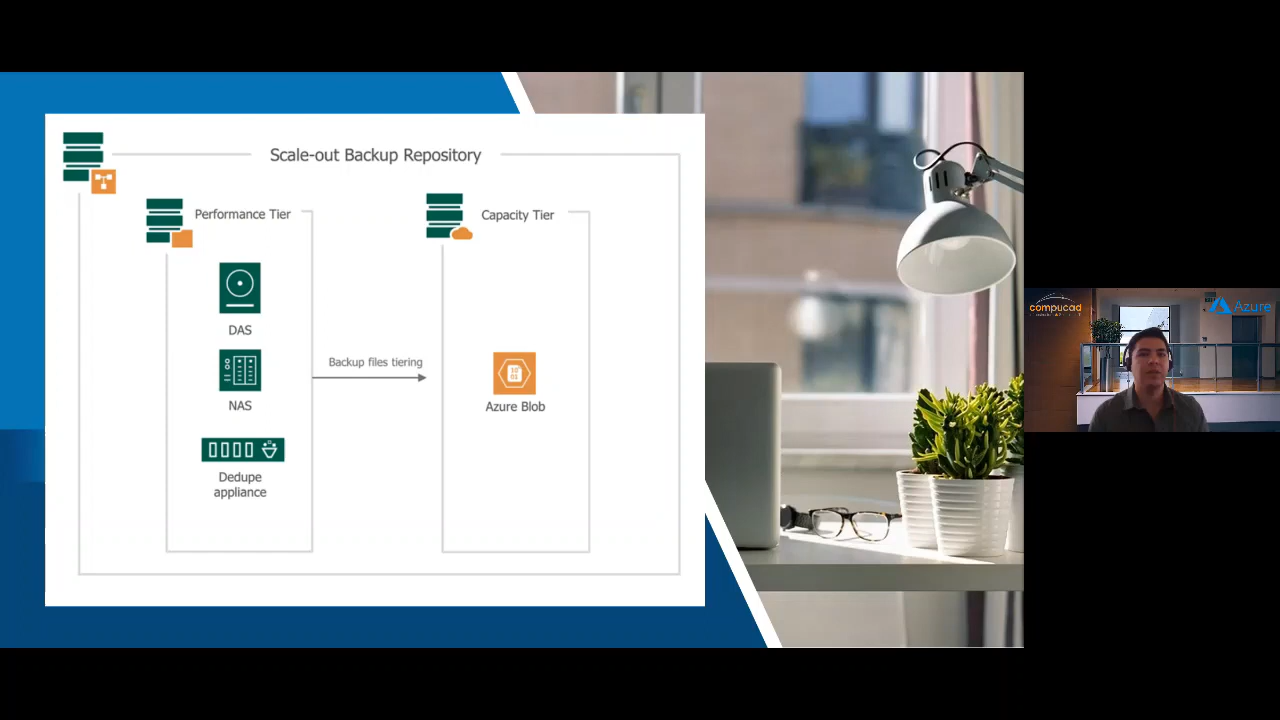 Scale-out Backup Repository
Performance Tier
Capacity Tier
DAS
NAS
Backup files tiering
Azure Blob
Dedupe
appliance
compucad
Azure